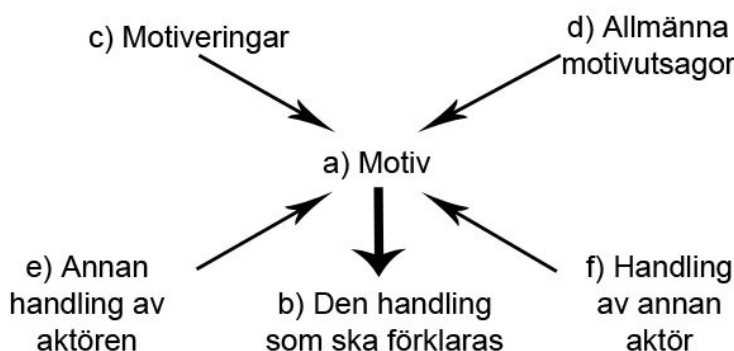 c) Motiveringar
d) Allmänna
motivutsagor
a) Motiv
e) Annan
handling av
aktören
b) Den handling
som ska förklaras
f) Handling
av annan
aktör